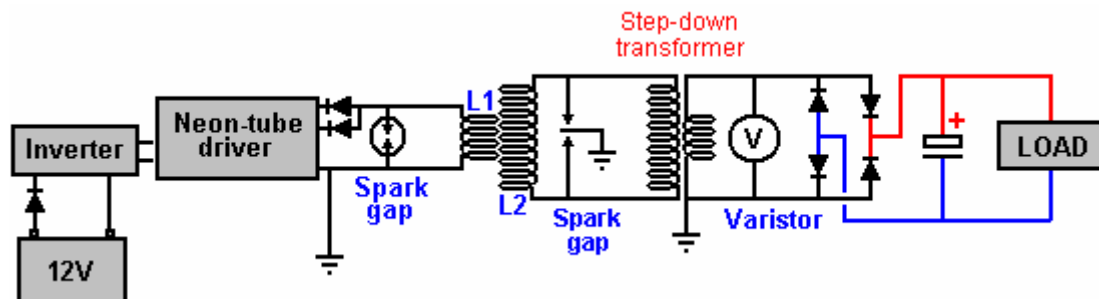 Step-down
transformer
L1
Neon-tube
driver
Inverter
V
+
LOAD
Spark
gap
L2
Spark
gap
Varistor
12V